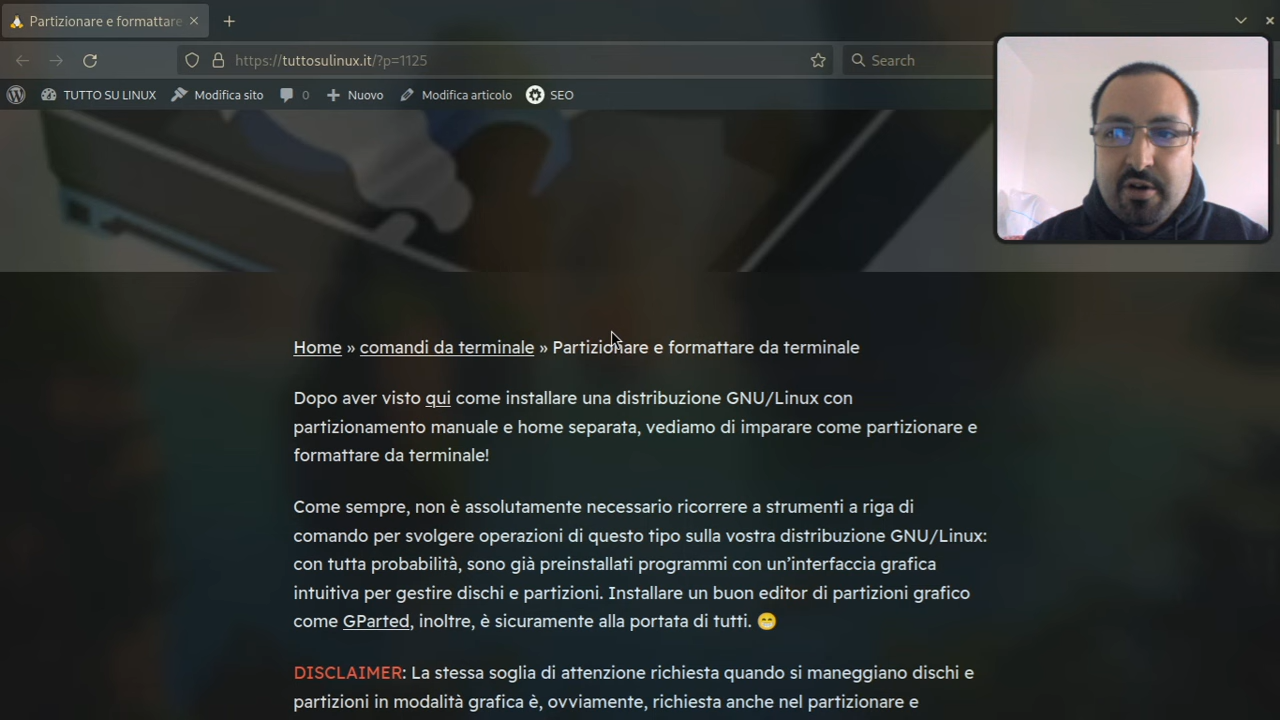 Partizionare e formattare
https://tuttosulinux.it/?p=1125
Search
TUTTO SU LINUX
Modifica sito
0
Nuovo
Modifica articolo
SEO
Home » comandi da terminale » Partizionare e formattare da terminale
Dopo aver visto qui come installare una distribuzione GNU/Linux con
partizionamento manuale e home separata, vediamo di imparare come partizionare e
formattare da terminale!
Come sempre, non è assolutamente necessario ricorrere a strumenti a riga di
comando per svolgere operazioni di questo tipo sulla vostra distribuzione GNU/Linux:
con tutta probabilità, sono già preinstallati programmi con un’interfaccia grafica
intuitiva per gestire dischi e partizioni. Installare un buon editor di partizioni grafico
come GParted, inoltre, è sicuramente alla portata di tutti. 😁
DISCLAIMER: La stessa soglia di attenzione richiesta quando si maneggiano dischi e
partizioni in modalità grafica è, ovviamente, richiesta anche nel partizionare e